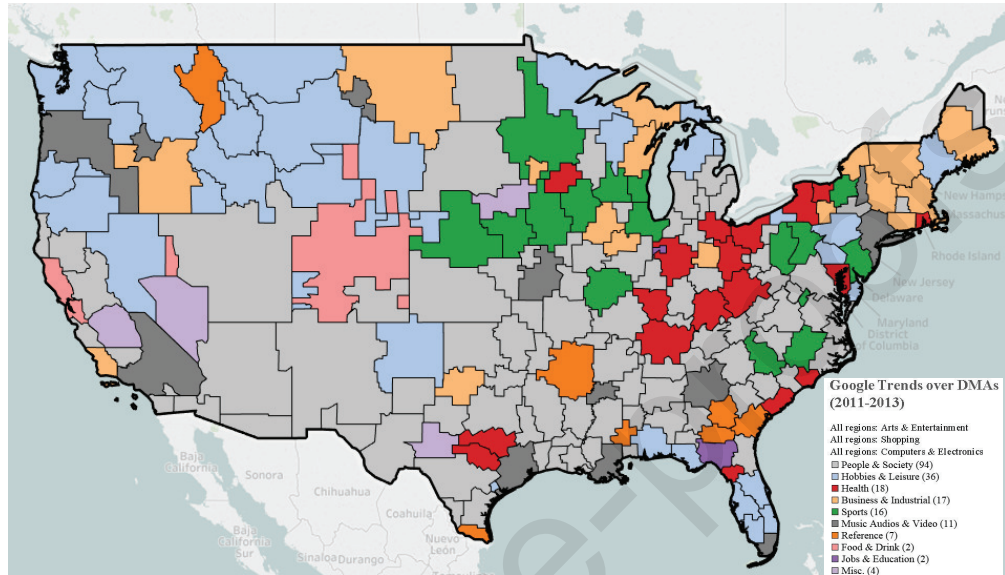 New Hamp
Massachus
Rhode Island
New Jersey
Delaware
Maryland
District
of Columbia
Baja
California
Sonora
Chihuahua
Coahuila
Baja
California
Sur
Sinaloa
Durango
Nuevo
León
e-pr
Google Trends over DMAs
(2011-2013)
All regions: Arts & Entertainment
All regions: Shopping
All regions: Computers & Electronics
People & Society (94)
Hobbies & Leisure (36)
Health (18)
Business & Industrial (17)
Sports (16)
Music Audios & Video (11)
Reference (7)
Food & Drink (2)
Jobs & Education (2)
Misc. (4)